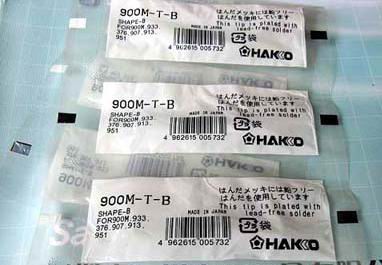 900M-T-B
SHAPE-B
FOR900M.933.
376.907.913.
951
MADE IN JAPAN
4 962615 005732
はんだメッキには鉛フリー
はんだを使用しています
This tip is plated with
lead-free solder
袋
HAKKO
900M-T-B
SHAPE-B
FOR900M.933.
376.907.913.
951
MADE IN JAPAN
4 962615 005732
はんだメッキには鉛フリー
はんだを使用しています
This tip is plated with
lead-free solder
袋
HAKKO
900M-T-B
SHAPE-B
FOR900M.933.
376.907.913.
951
MADE IN JAPAN
4 962615 005732
はんだメッキには鉛フリー
はんだを使用しています
This tip is plated with
lead-free solder
袋
HAKKO